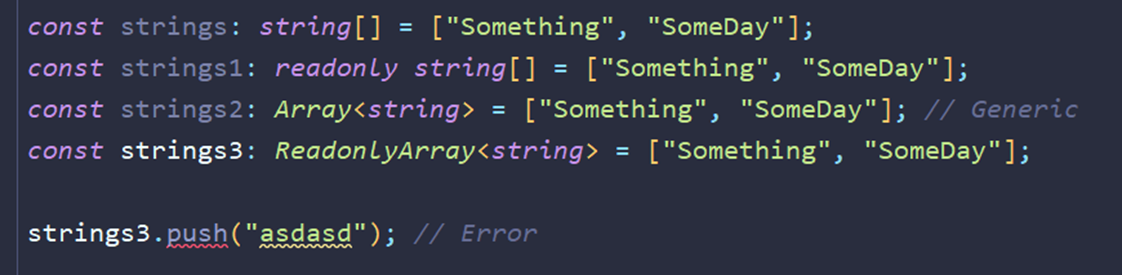 const strings: string[] = ["Something", "SomeDay"];
const strings1: readonly string[] = ["Something", "SomeDay"];
const strings2: Array<string> = ["Something", "SomeDay"]; // Generic
const strings3: ReadonlyArray<string> = ["Something", "SomeDay"];
strings3.push("asdasd"); // Error